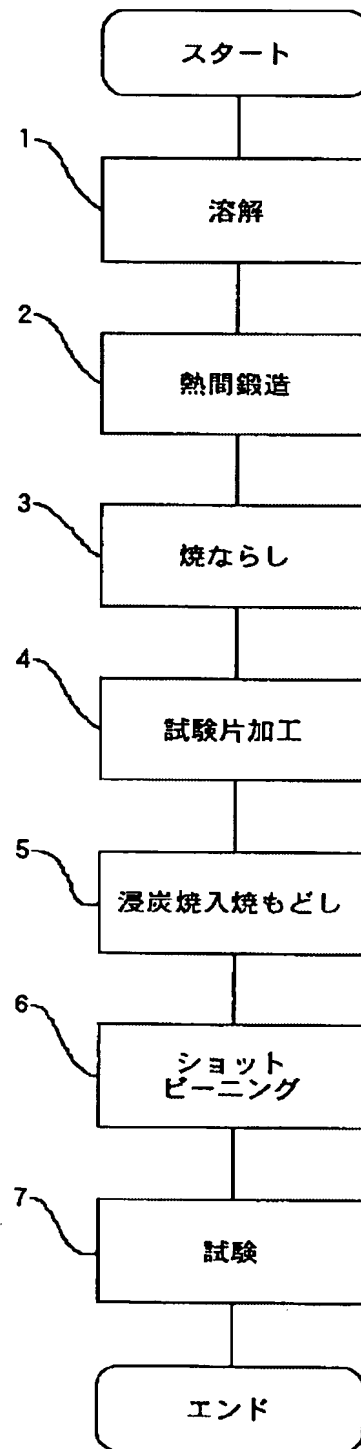 スタート
1
溶解
2
熱間鍛造
3
焼ならし
4
試験片加工
5
浸炭焼入焼もどし
6
ショット
ピーニング
7
試験
エンド